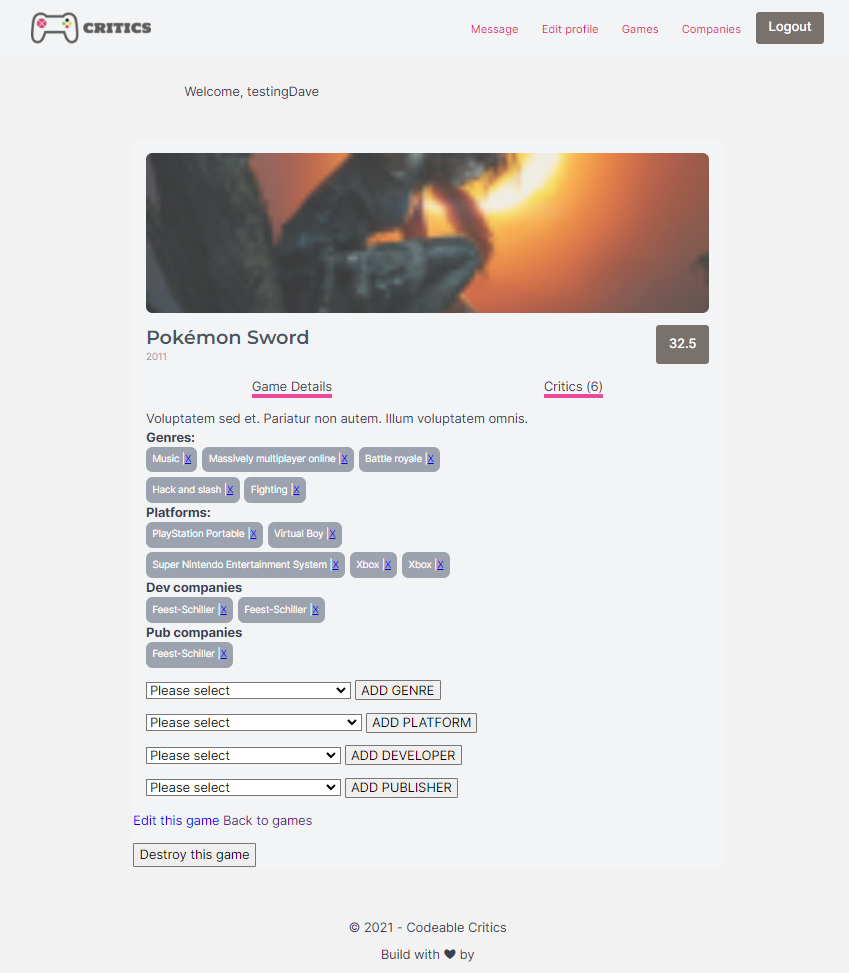 CRITICS Message Edit profile Games Companies Logout
Welcome, testingDave
Pokémon Sword 32.5
2011
Game Details Critics (6)
Voluptatem sed et. Pariatur non autem. Illum voluptatem omnis.
Genres:
Music |X Massively multiplayer online |X Battle royale |X
Hack and slash |X Fighting |X
Platforms:
PlayStation Portable |X Virtual Boy |X
Super Nintendo Entertainment System |X Xbox |X Xbox |X
Dev companies
Feest-Schiller |X Feest-Schiller |X
Pub companies
Feest-Schiller |X
Please select ADD GENRE
Please select ADD PLATFORM
Please select ADD DEVELOPER
Please select ADD PUBLISHER
Edit this game Back to games
Destroy this game
© 2021 - Codeable Critics
Build with ♥ by